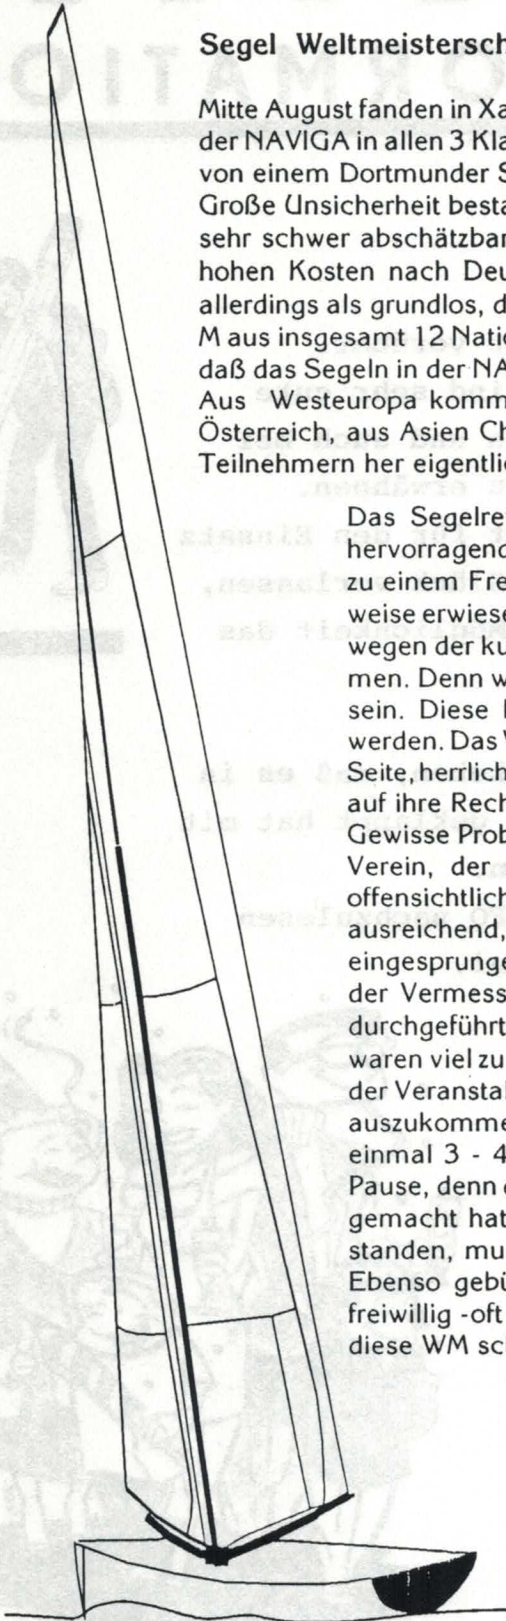 Segel Weltmeistersch
Mitte August fanden in Xa
der NAVIGA in allen 3 Kla
von einem Dortmunder S
Große Unsicherheit besta
sehr schwer abschätzbar
hohen Kosten nach Deu
allerdings als grundlos, d
M aus insgesamt 12 Natio
daß das Segeln in der NA
Aus Westeuropa komm
Österreich, aus Asien Ch
Teilnehmern her eigentlic
Das Segelre
hervorragend
zu einem Fre
weise erwiese
wegen der ku
men. Denn w
sein. Diese
werden. Das W
Seite, herrlich
auf ihre Rech
Gewisse Prob
Verein, der
offensichtlich
ausreichend,
eingesprunge
der Vermess
durchgeführt
waren viel zu
der Veranstal
auszukomme
einmal 3 - 4
Pause, denn
gemacht hat
standen, mu
Ebenso gebü
freiwillig -oft
diese WM sc